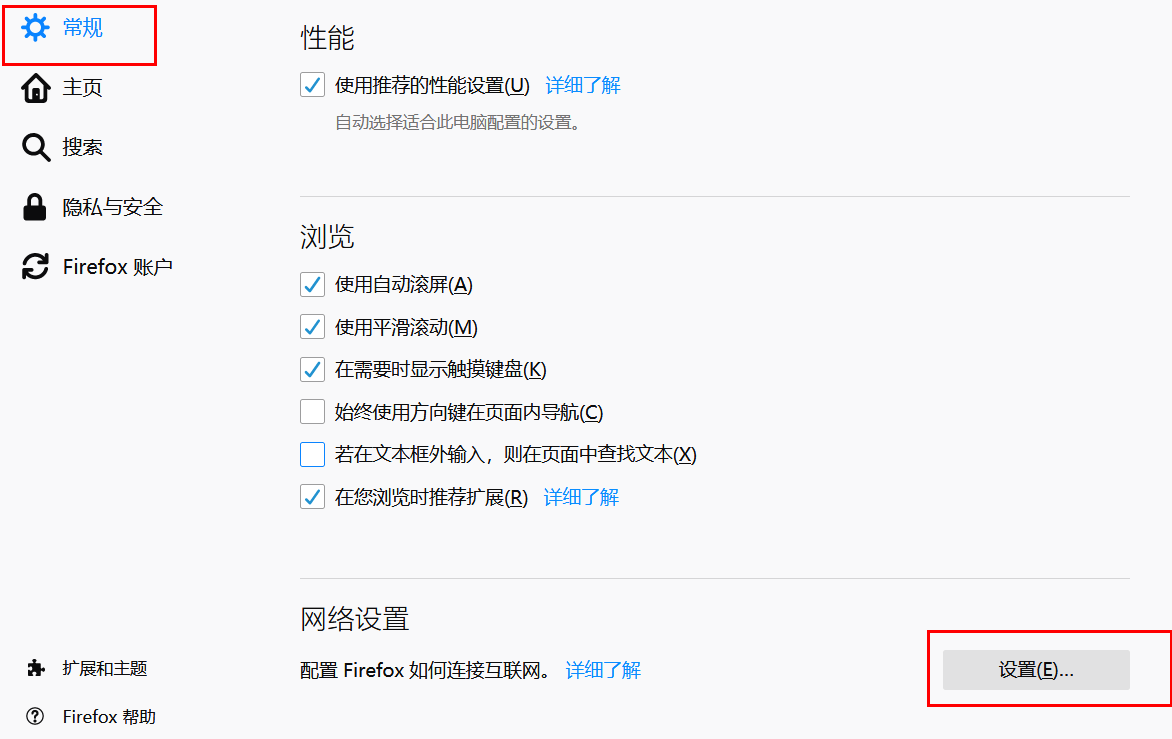 常规
主页
搜索
隐私与安全
Firefox 账户
扩展和主题
Firefox 帮助
性能
使用推荐的性能设置(U) 详细了解
自动选择适合此电脑配置的设置。
浏览
使用自动滚屏(A)
使用平滑滚动(M)
在需要时显示触摸键盘(K)
始终使用方向键在页面内导航(C)
若在文本框外输入，则在页面中查找文本(X)
在您浏览时推荐扩展(R) 详细了解
网络设置
配置 Firefox 如何连接互联网。 详细了解
设置(E)...